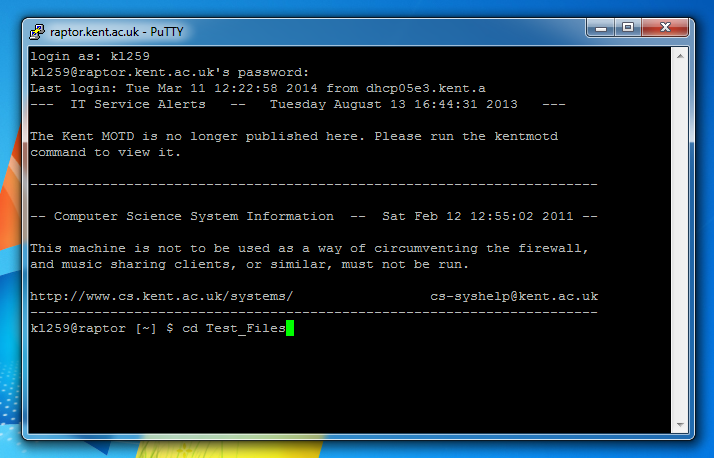 raptor.kent.ac.uk - PuTTY
login as: kl259
kl259@raptor.kent.ac.uk's password:
Last login: Tue Mar 11 12:22:58 2014 from dhcp05e3.kent.a
--- IT Service Alerts -- Tuesday August 13 16:44:31 2013 ---
The Kent MOTD is no longer published here. Please run the kentmotd
command to view it.
-----------------------------------------------------------------------
-- Computer Science System Information -- Sat Feb 12 12:55:02 2011 --
This machine is not to be used as a way of circumventing the firewall,
and music sharing clients, or similar, must not be run.
http://www.cs.kent.ac.uk/systems/ cs-syshelp@kent.ac.uk
-----------------------------------------------------------------------
kl259@raptor [~] $ cd Test_Files